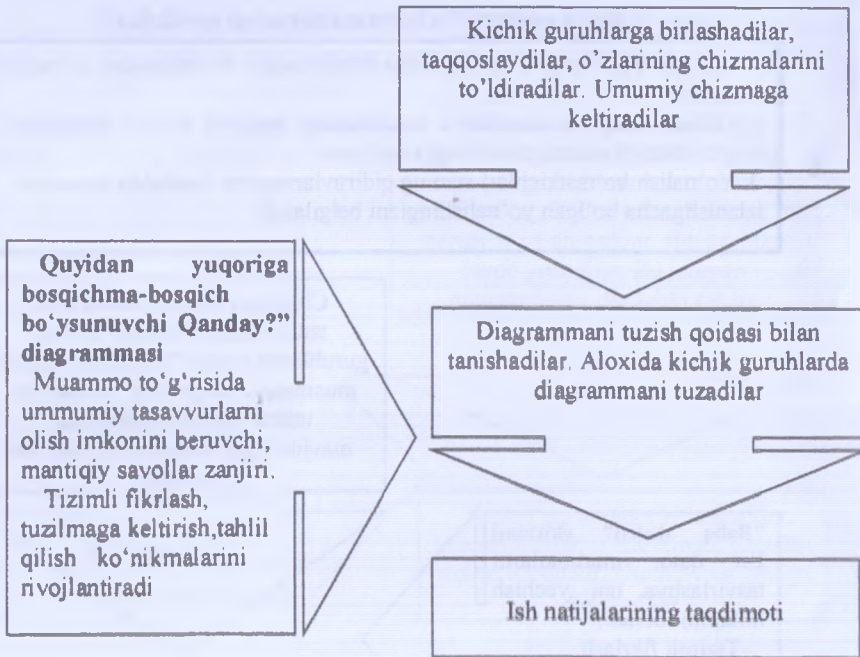 Kichik guruhlarga birlashadilar,
taqqoslaydilar, o’zlarining chizmalarini
to’ldiradilar. Umumiy chizmaga
keltiradilar
Quyidan yuqoriga
bosqichma-bosqich
bo‘ysunuvchi Qanday?”
diagrammasi
Muammo to‘g‘risida
ummumiy tasavvurlarni
olish imkonini beruvchi,
mantiqiy savollar zanjiri.
Tizimli fikrlash,
tuzilmaga keltirish,tahlil
qilish ko‘nikmalarini
rivojlantiradi
Diagrammani tuzish qoidasi bilan
tanishadilar. Aloxida kichik guruhlarda
diagrammani tuzadilar
Ish natijalarining taqdimoti